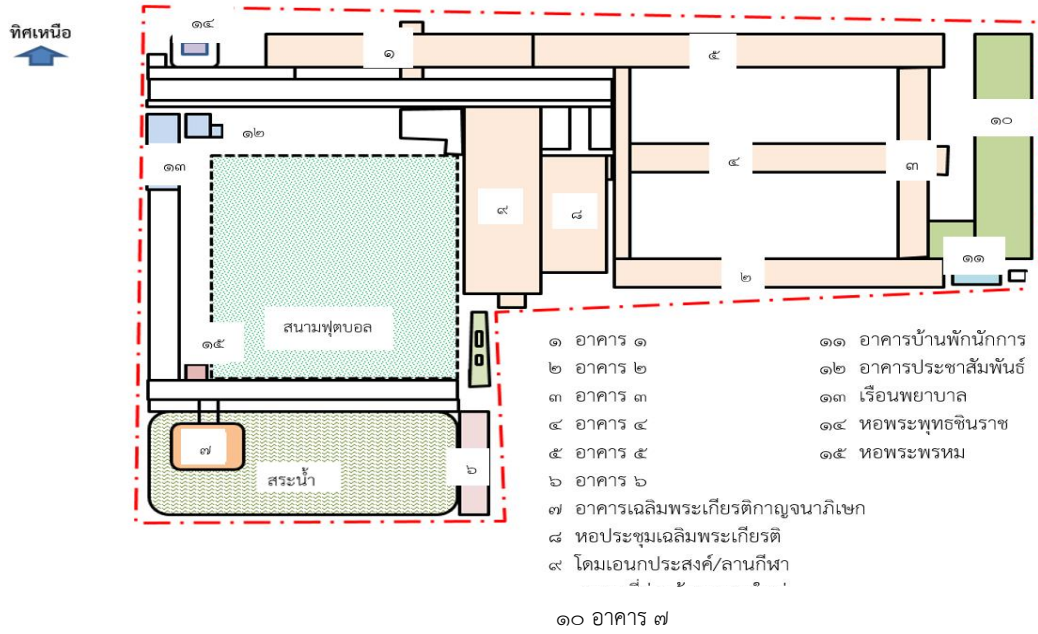 ทิศเหนือ
๑๔
๑
๕
๑๐
๑๒
๑๓
๔
๓
๙
๘
๑๑
๒
สนามฟุตบอล
๑๕
๗
สระน้ำ
๖
๑ อาคาร ๑
๒ อาคาร ๒
๓ อาคาร ๓
๔ อาคาร ๔
๕ อาคาร ๕
๖ อาคาร ๖
๗ อาคารเฉลิมพระเกียรติกาญจนาภิเษก
๘ หอประชุมเฉลิมพระเกียรติ
๙ โดมเอนกประสงค์/ลานกีฬา
๑๐ อาคาร ๗
๑๑ อาคารบ้านพักนักการ
๑๒ อาคารประชาสัมพันธ์
๑๓ เรือนพยาบาล
๑๔ หอพระพุทธชินราช
๑๕ หอพระพรหม